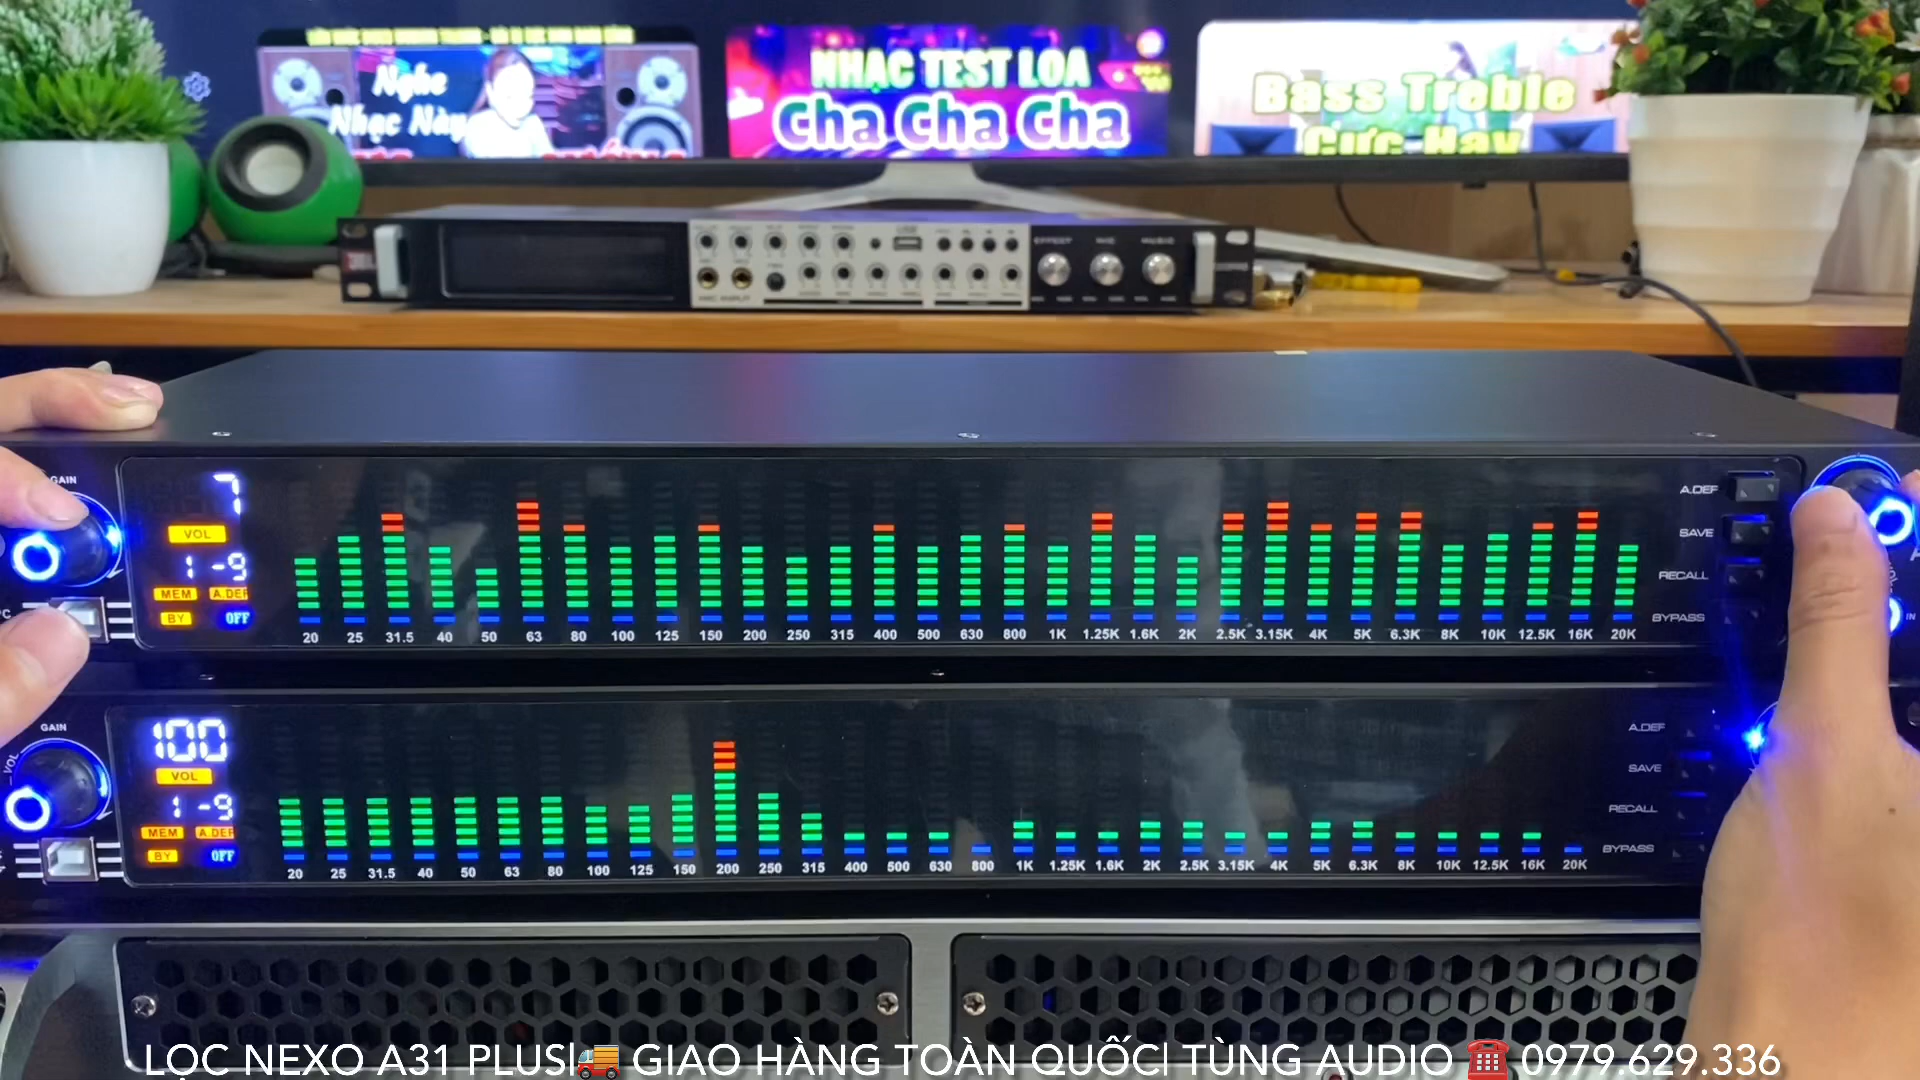 Nghe
Nhạc Này
NHẠC TEST LOA
Cha Cha Cha
Bass Treble
Cực Hay
EFFECT MIC MUSIC
MIC INPUT
GAIN
7
VOL
1-9
MEM A.DEF
BY OFF
20 25 31.5 40 50 63 80 100 125 150 200 250 315 400 500 630 800 1K 1.25K 1.6K 2K 2.5K 3.15K 4K 5K 6.3K 8K 10K 12.5K 16K 20K
A.DEF
SAVE
RECALL
BYPASS
IN
GAIN
VOL
100
VOL
1-9
MEM A.DEF
BY OFF
20 25 31.5 40 50 63 80 100 125 150 200 250 315 400 500 630 800 1K 1.25K 1.6K 2K 2.5K 3.15K 4K 5K 6.3K 8K 10K 12.5K 16K 20K
A.DEF
SAVE
RECALL
BYPASS
LỌC NEXO A31 PLUS|🚚 GIAO HÀNG TOÀN QUỐC| TÙNG AUDIO ☎️ 0979.629.336